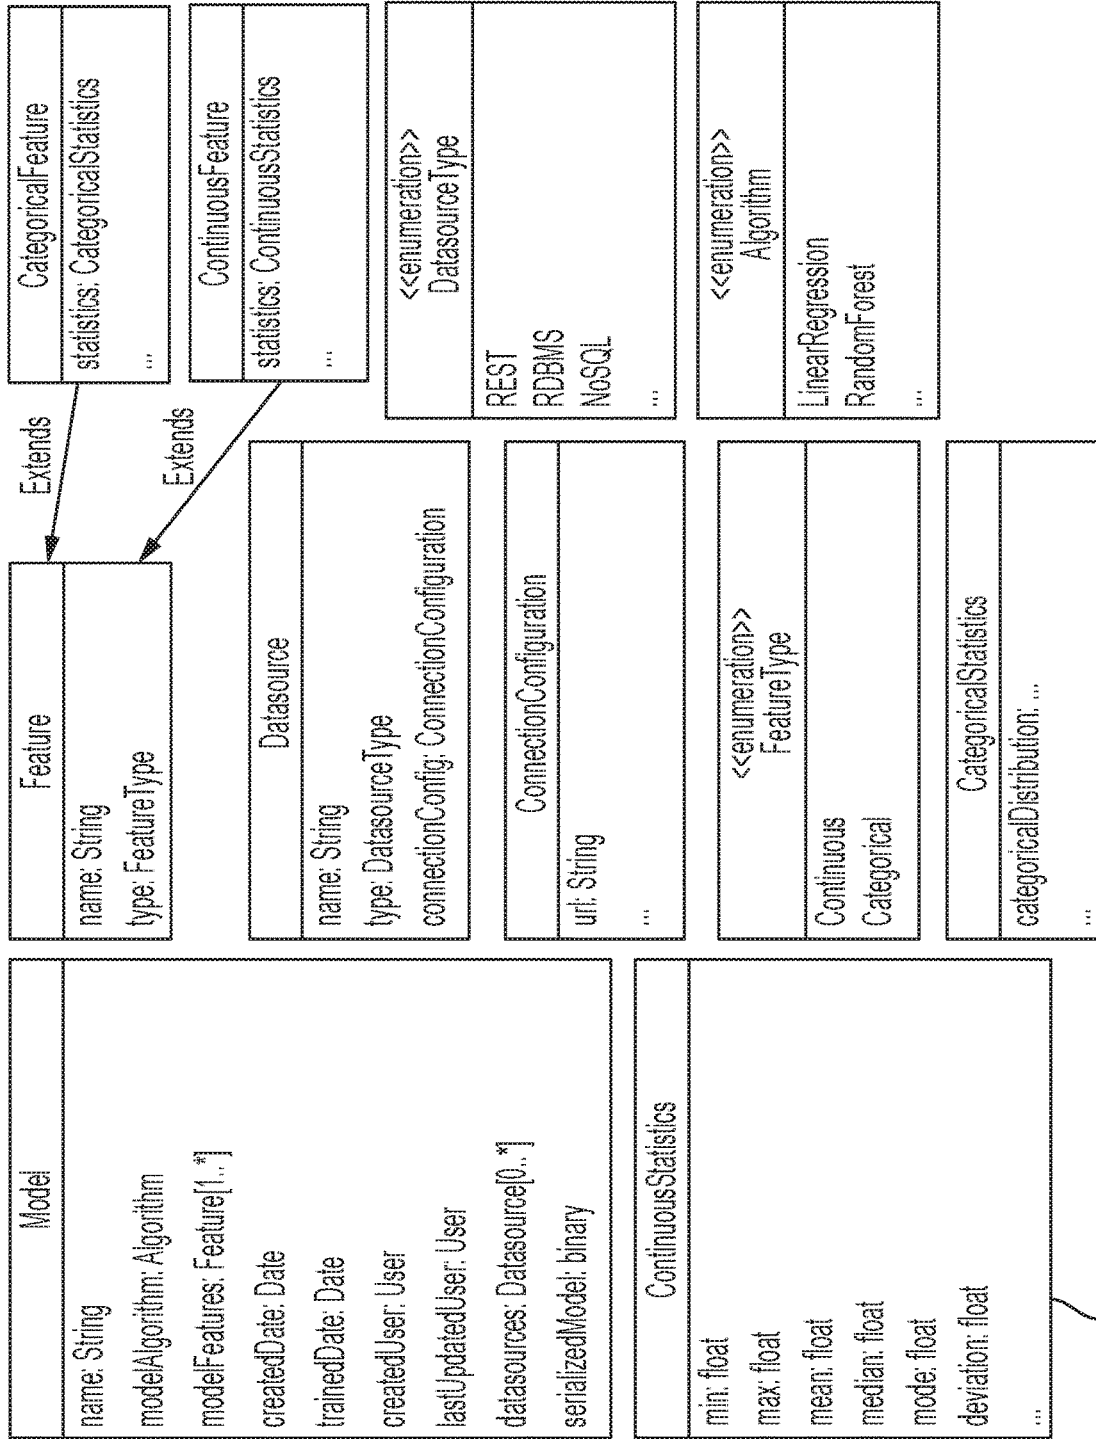 Model
name: String
modelAlgorithm: Algorithm
modelFeatures: Feature[1..*]
createdDate: Date
trainedDate: Date
createdUser: User
lastUpdatedUser: User
datasources: Datasource[0..*]
serializedModel: binary
ContinuousStatistics
min: float
max: float
mean: float
median: float
mode: float
deviation: float
...
Feature
name: String
type: FeatureType
Extends
Extends
Datasource
name: String
type: DatasourceType
connectionConfig: ConnectionConfiguration
ConnectionConfiguration
url: String
...
<<enumeration>>
FeatureType
Continuous
Categorical
CategoricalStatistics
categoricalDistribution: ...
...
CategoricalFeature
statistics: CategoricalStatistics
...
ContinuousFeature
statistics: ContinuousStatistics
...
<<enumeration>>
DatasourceType
REST
RDBMS
NoSQL
...
<<enumeration>>
Algorithm
LinearRegression
RandomForest
...